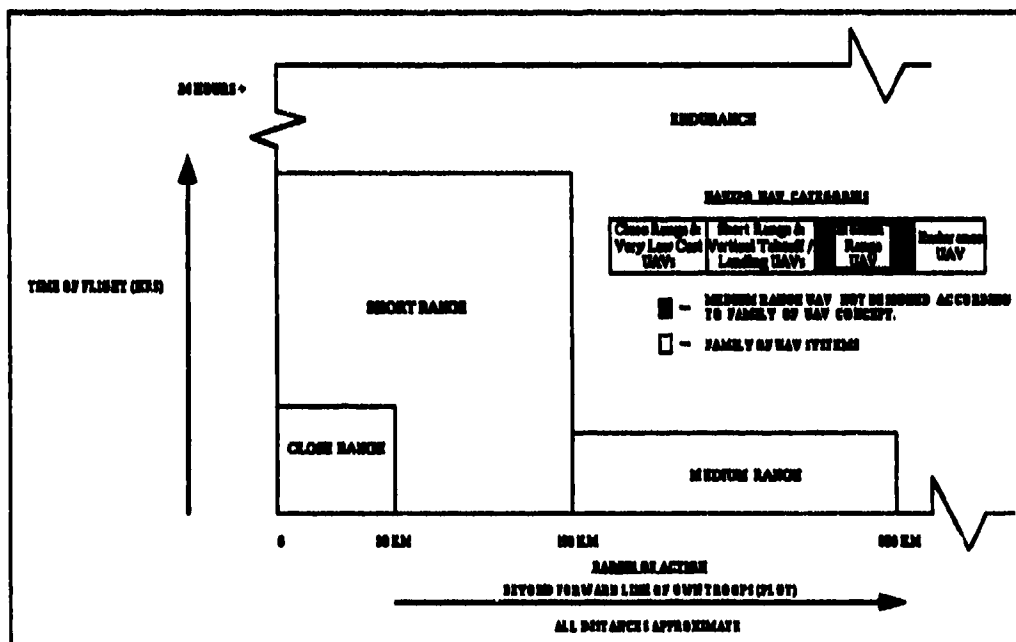 HOURS +
ENDURANCE
UAV CATEGORIES
Close Range &
Very Low Cost
UAVs
Short Range &
Vertical Takeoff /
Landing UAVs
Range
UAV
Endurance
UAV
TIME OF FLIGHT (HRS)
SHORT RANGE
- MEDIUM RANGE UAV NOT DESIGNED ACCORDING
TO FAMILY OF UAV CONCEPT.
- FAMILY OF UAV SYSTEMS
CLOSE RANGE
MEDIUM RANGE
0
KM
KM
KM
RADIUS OF ACTION
BEYOND FORWARD LINE OF OWN TROOPS (FLOT)
ALL DISTANCES APPROXIMATE